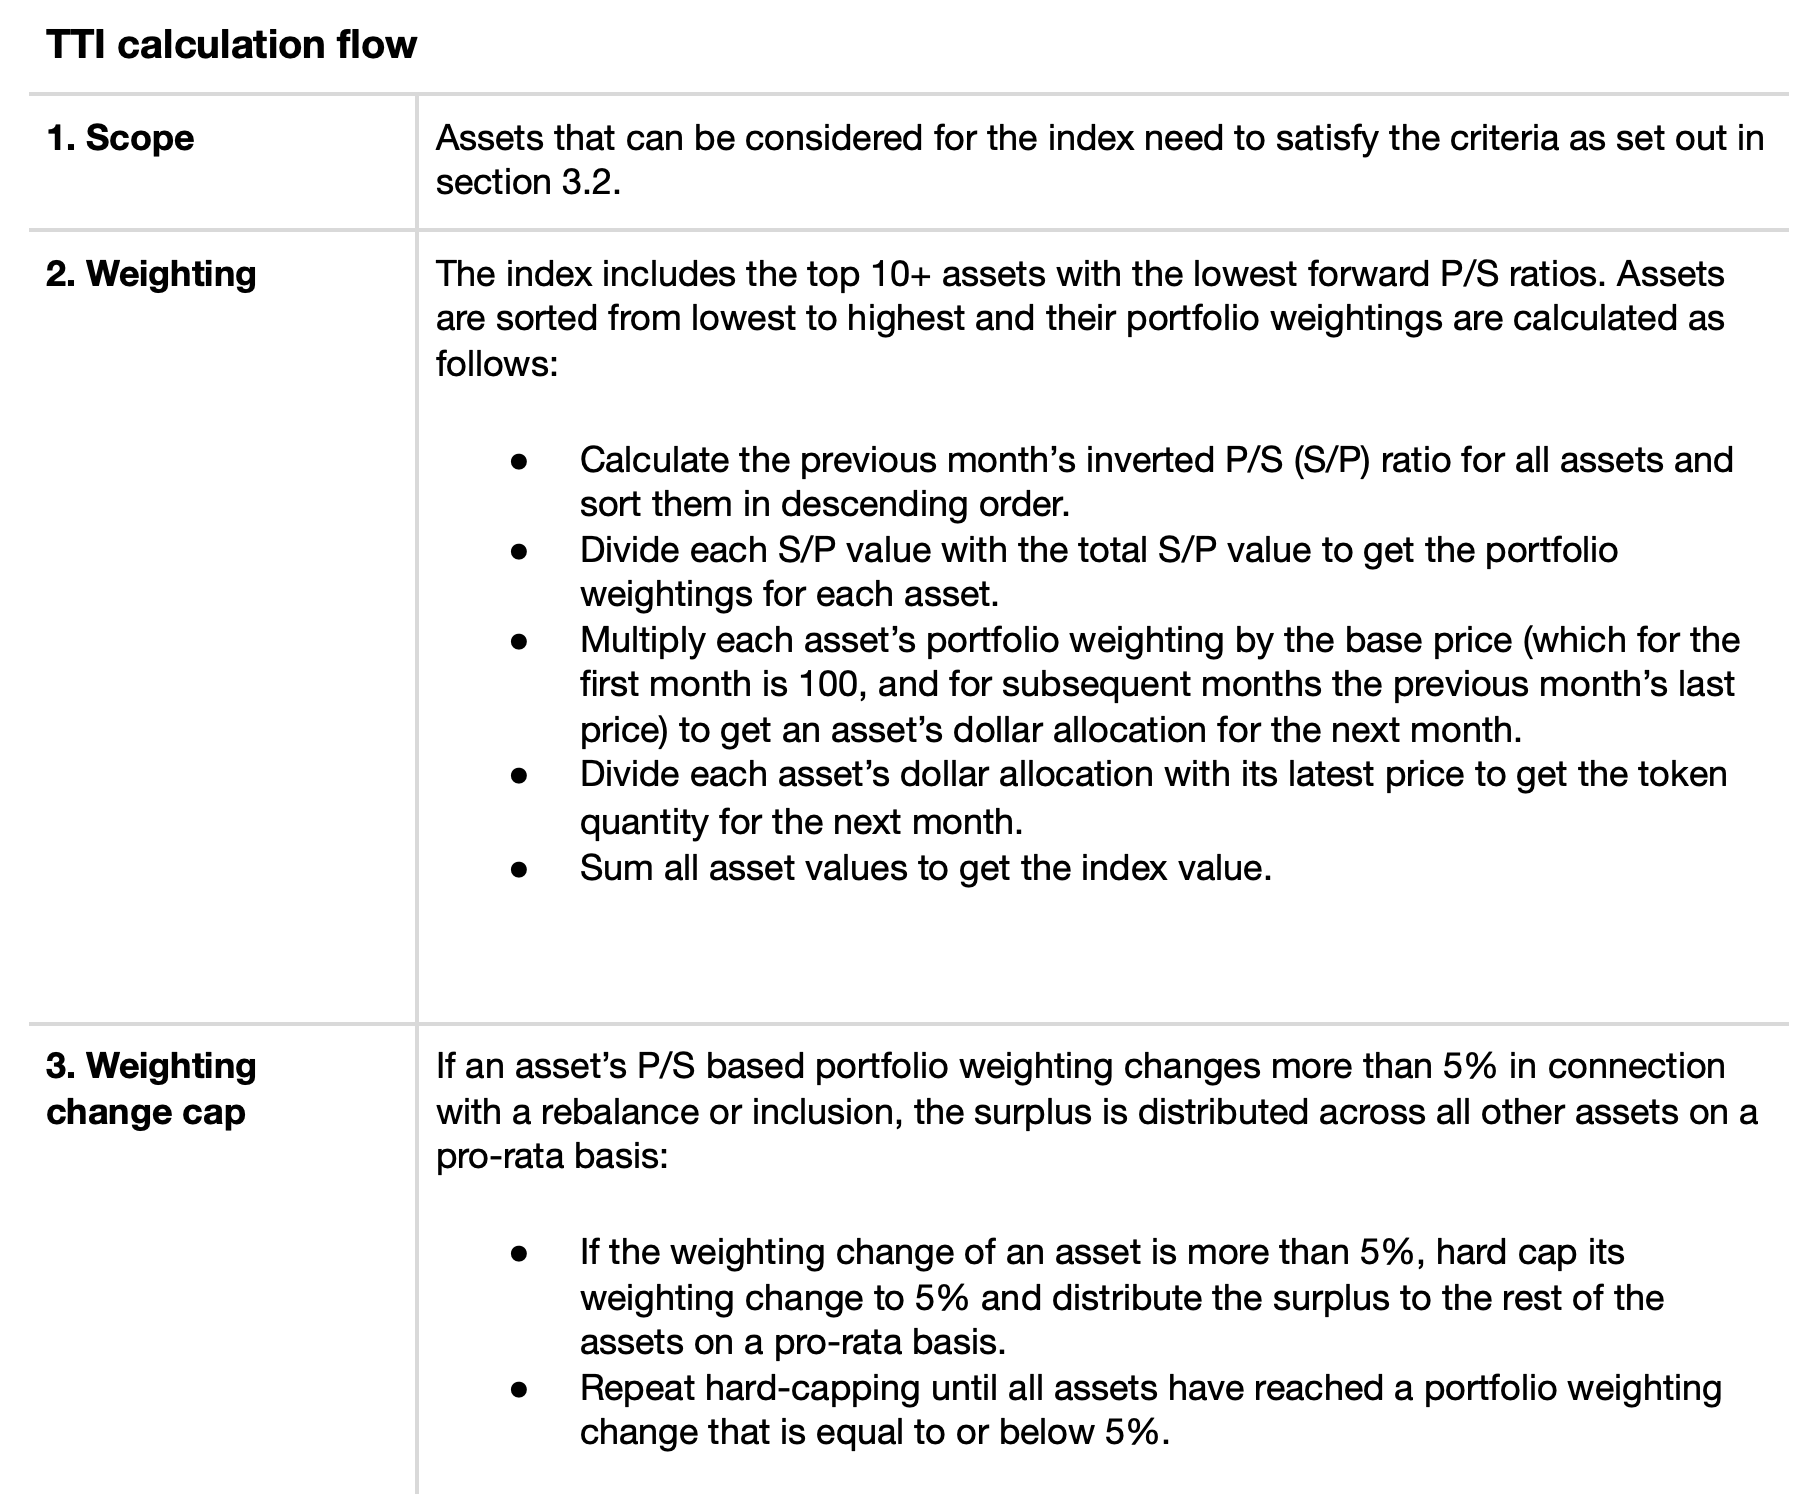 TTI calculation flow
1. Scope
Assets that can be considered for the index need to satisfy the criteria as set out in
section 3.2.
2. Weighting
The index includes the top 10+ assets with the lowest forward P/S ratios. Assets
are sorted from lowest to highest and their portfolio weightings are calculated as
follows:
● Calculate the previous month’s inverted P/S (S/P) ratio for all assets and
sort them in descending order.
● Divide each S/P value with the total S/P value to get the portfolio
weightings for each asset.
● Multiply each asset’s portfolio weighting by the base price (which for the
first month is 100, and for subsequent months the previous month’s last
price) to get an asset’s dollar allocation for the next month.
● Divide each asset’s dollar allocation with its latest price to get the token
quantity for the next month.
● Sum all asset values to get the index value.
3. Weighting
change cap
If an asset’s P/S based portfolio weighting changes more than 5% in connection
with a rebalance or inclusion, the surplus is distributed across all other assets on a
pro-rata basis:
● If the weighting change of an asset is more than 5%, hard cap its
weighting change to 5% and distribute the surplus to the rest of the
assets on a pro-rata basis.
● Repeat hard-capping until all assets have reached a portfolio weighting
change that is equal to or below 5%.